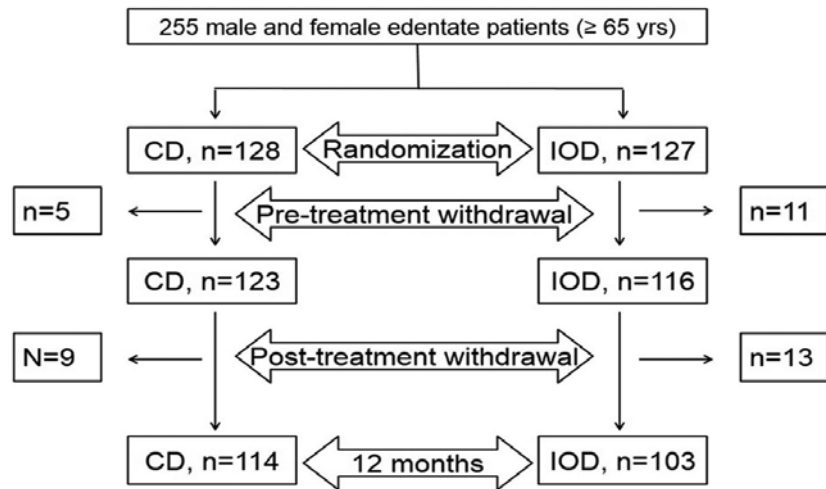 255 male and female edentate patients (≥ 65 yrs)
CD, n=128
Randomization
IOD, n=127
n=5
Pre-treatment withdrawal
n=11
CD, n=123
IOD, n=116
N=9
Post-treatment withdrawal
n=13
CD, n=114
12 months
IOD, n=103